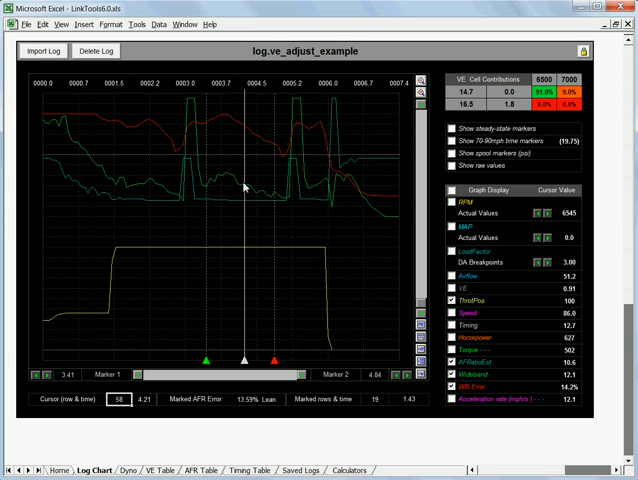 Microsoft Excel - LinkTools6.0.xls
File Edit View Insert Format Tools Data Window Help
Import Log Delete Log log.ve_adjust_example
0000.0 0000.7 0001.5 0002.2 0003.0 0003.7 0004.5 0005.2 0005.9 0006.7 0007.4
VE Cell Contributions 6500 7000
14.7 0.0 91.0% 9.0%
16.5 1.8 0.0% 0.0%
Show steady-state markers
Show 70-90mph time markers (19.75)
Show spool markers (psi)
Show raw values
Graph Display Cursor Value
RPM
Actual Values 6545
MAP
Actual Values 0.0
LoadFactor
DA Breakpoints 3.00
Airflow 51.2
VE 0.91
ThrotPos 100
Speed 86.0
Timing 12.7
Horsepower 627
Torque - - - 502
AFRatioEst 10.6
Wideband 12.1
WB Error 14.2%
Acceleration rate (mph/s ) - - - 12.1
3.41 Marker 1 Marker 2 4.84
Cursor (row & time) 58 4.21 Marked AFR Error: 13.59% Lean Marked rows & time 19 1.43
Home Log Chart Dyno VE Table AFR Table Timing Table Saved Logs Calculators